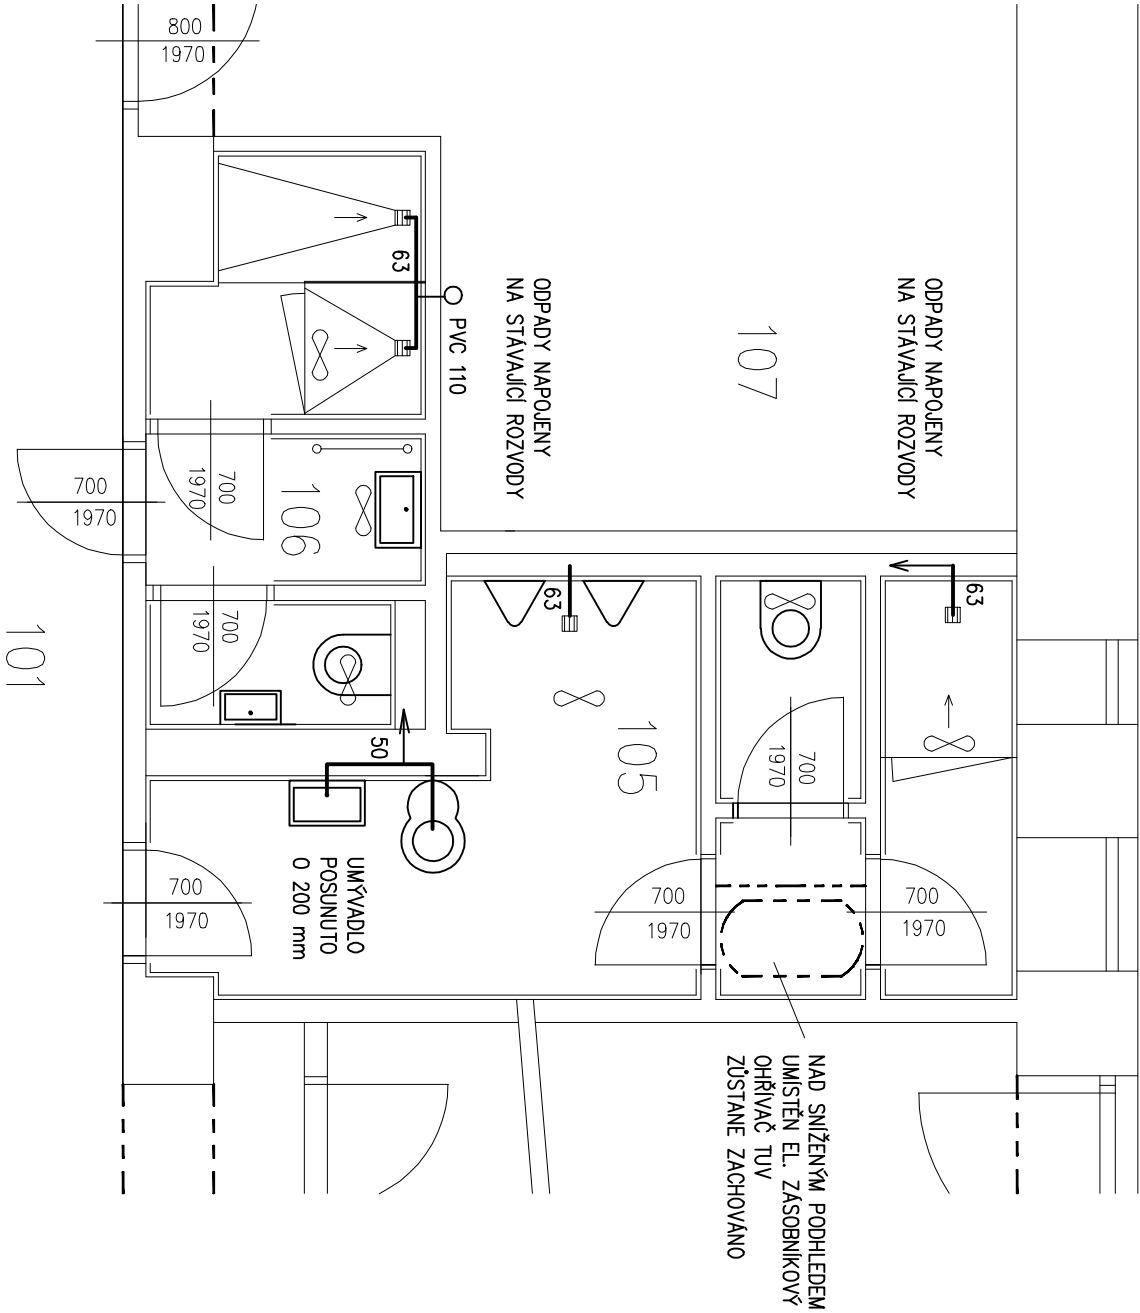 800
1970
63
PVC 110
ODPADY NAPOJENY
NA STÁVAJÍCÍ ROZVODY
107
ODPADY NAPOJENY
NA STÁVAJÍCÍ ROZVODY
700
1970
700
1970
106
700
1970
101
63
63
105
50
700
1970
UMÝVADLO
POSUNUTO
O 200 mm
700
1970
700
1970
700
1970
NAD SNÍŽENÝM PODHLEDEM
UMÍSTĚN EL. ZÁSOBNÍKOVÝ
OHŘÍVAČ TUV
ZŮSTANE ZACHOVÁNO